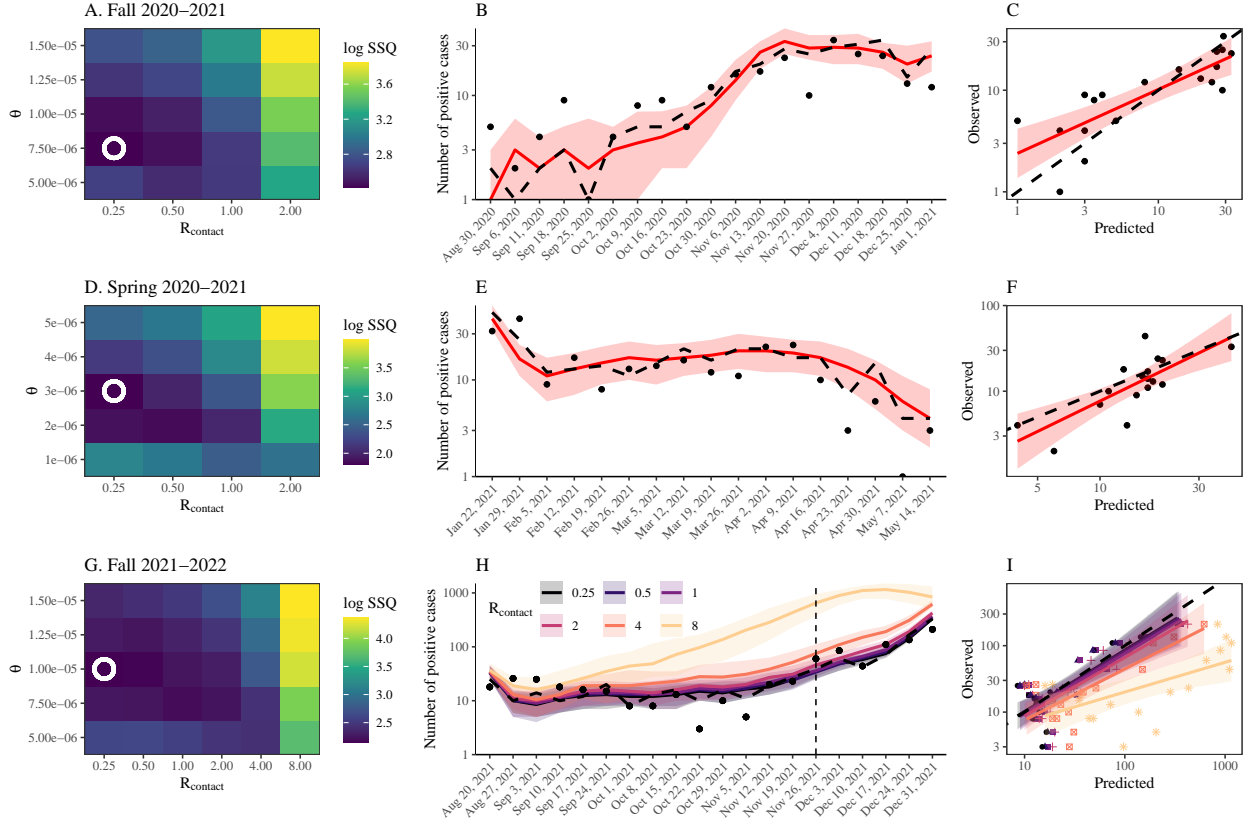 A. Fall 2020−2021
1.50e−05
1.25e−05
1.00e−05
7.50e−06
5.00e−06
θ
0.25 0.50 1.00 2.00
Rcontact
log SSQ
3.6
3.2
2.8
B
Number of positive cases
30
10
3
1
Aug 30, 2020
Sep 6, 2020
Sep 11, 2020
Sep 18, 2020
Sep 25, 2020
Oct 2, 2020
Oct 9, 2020
Oct 16, 2020
Oct 23, 2020
Oct 30, 2020
Nov 6, 2020
Nov 13, 2020
Nov 20, 2020
Nov 27, 2020
Dec 4, 2020
Dec 11, 2020
Dec 18, 2020
Dec 25, 2020
Jan 1, 2021
C
Observed
30
10
3
1
1 3 10 30
Predicted
D. Spring 2020−2021
5e−06
4e−06
3e−06
2e−06
1e−06
θ
0.25 0.50 1.00 2.00
Rcontact
log SSQ
3.5
3.0
2.5
2.0
E
Number of positive cases
30
10
3
1
Jan 22, 2021
Jan 29, 2021
Feb 5, 2021
Feb 12, 2021
Feb 19, 2021
Feb 26, 2021
Mar 5, 2021
Mar 12, 2021
Mar 19, 2021
Mar 26, 2021
Apr 2, 2021
Apr 9, 2021
Apr 16, 2021
Apr 23, 2021
Apr 30, 2021
May 7, 2021
May 14, 2021
F
Observed
100
30
10
3
5 10 30
Predicted
G. Fall 2021−2022
1.50e−05
1.25e−05
1.00e−05
7.50e−06
5.00e−06
θ
0.25 0.50 1.00 2.00 4.00 8.00
Rcontact
log SSQ
4.0
3.5
3.0
2.5
H
Number of positive cases
1000
100
10
1
Rcontact
0.25 0.5 1
2 4 8
Aug 20, 2021
Aug 27, 2021
Sep 3, 2021
Sep 10, 2021
Sep 17, 2021
Sep 24, 2021
Oct 1, 2021
Oct 8, 2021
Oct 15, 2021
Oct 22, 2021
Oct 29, 2021
Nov 5, 2021
Nov 12, 2021
Nov 19, 2021
Nov 26, 2021
Dec 3, 2021
Dec 10, 2021
Dec 17, 2021
Dec 24, 2021
Dec 31, 2021
I
Observed
300
100
30
10
3
10 100 1000
Predicted